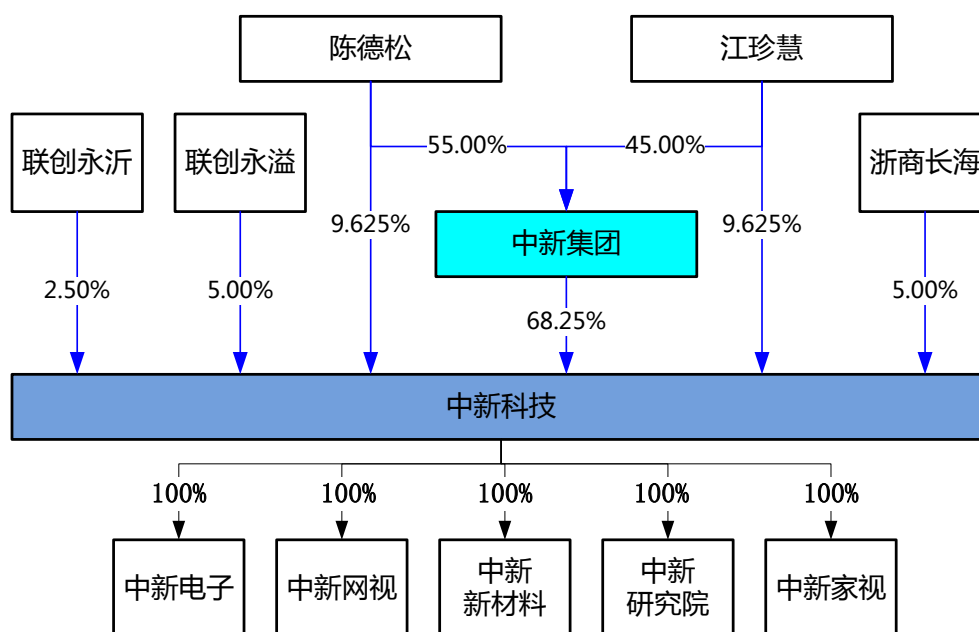 陈德松
江珍慧
联创永沂
联创永溢
55.00%
45.00%
浙商长海
9.625%
中新集团
9.625%
2.50%
5.00%
68.25%
5.00%
中新科技
100%
100%
100%
100%
100%
中新电子
中新网视
中新
新材料
中新
研究院
中新家视